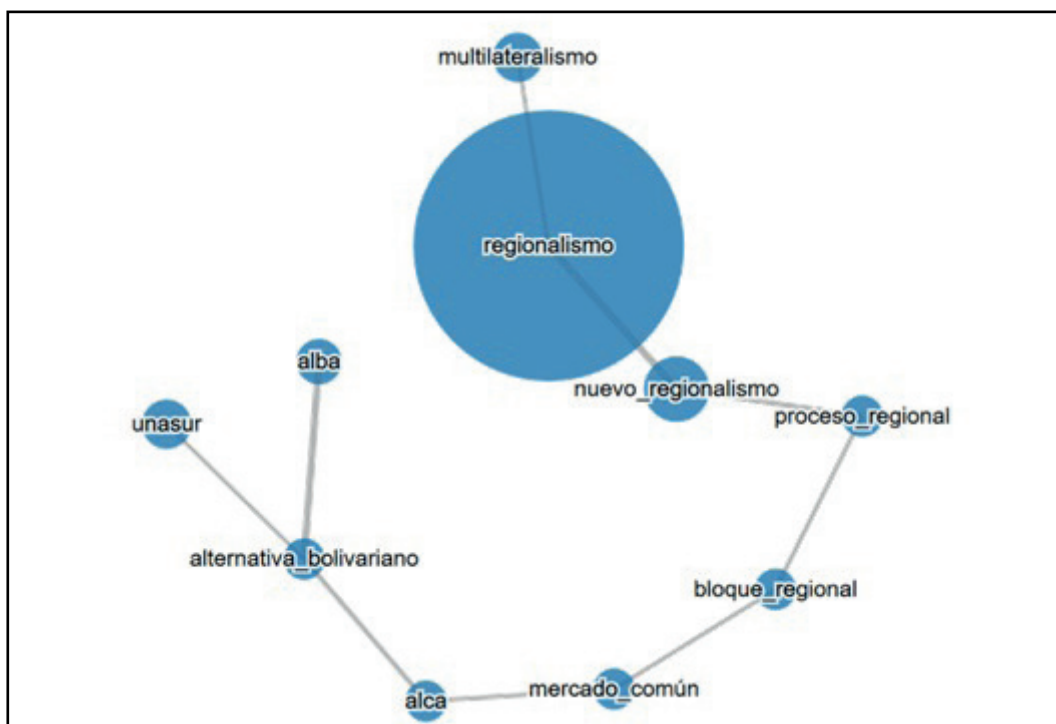 multilateralismo
regionalismo
alba
nuevo_regionalismo
proceso_regional
unasur
alternativa_bolivariano
bloque_regional
mercado_común
alca